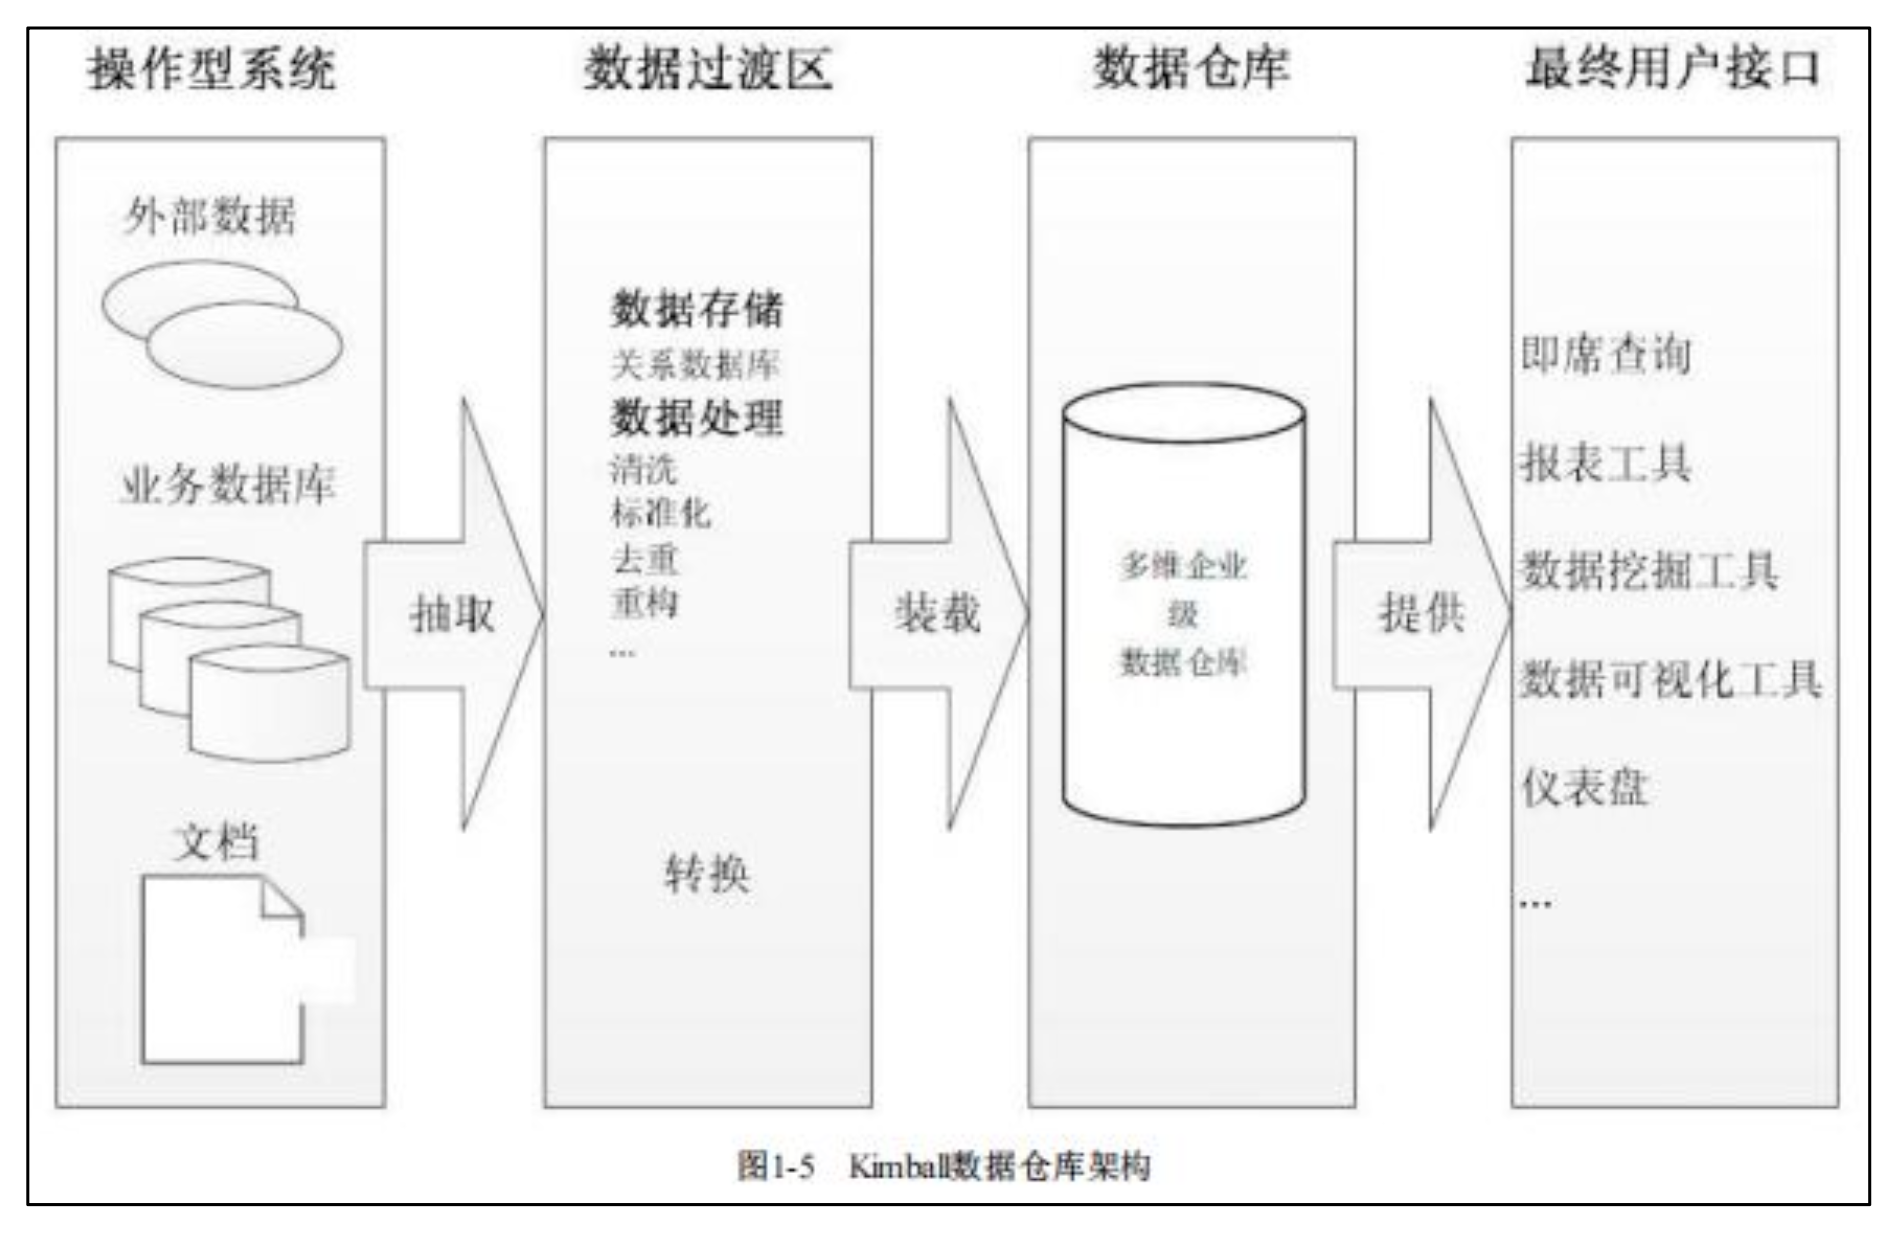 操作型系统
外部数据
业务数据库
文档
抽取
数据过渡区
数据存储
关系数据库
数据处理
清洗
标准化
去重
重构
...
转换
装载
数据仓库
多维企业
级
数据仓库
提供
最终用户接口
即席查询
报表工具
数据挖掘工具
数据可视化工具
仪表盘
...
图1-5 Kimball数据仓库架构